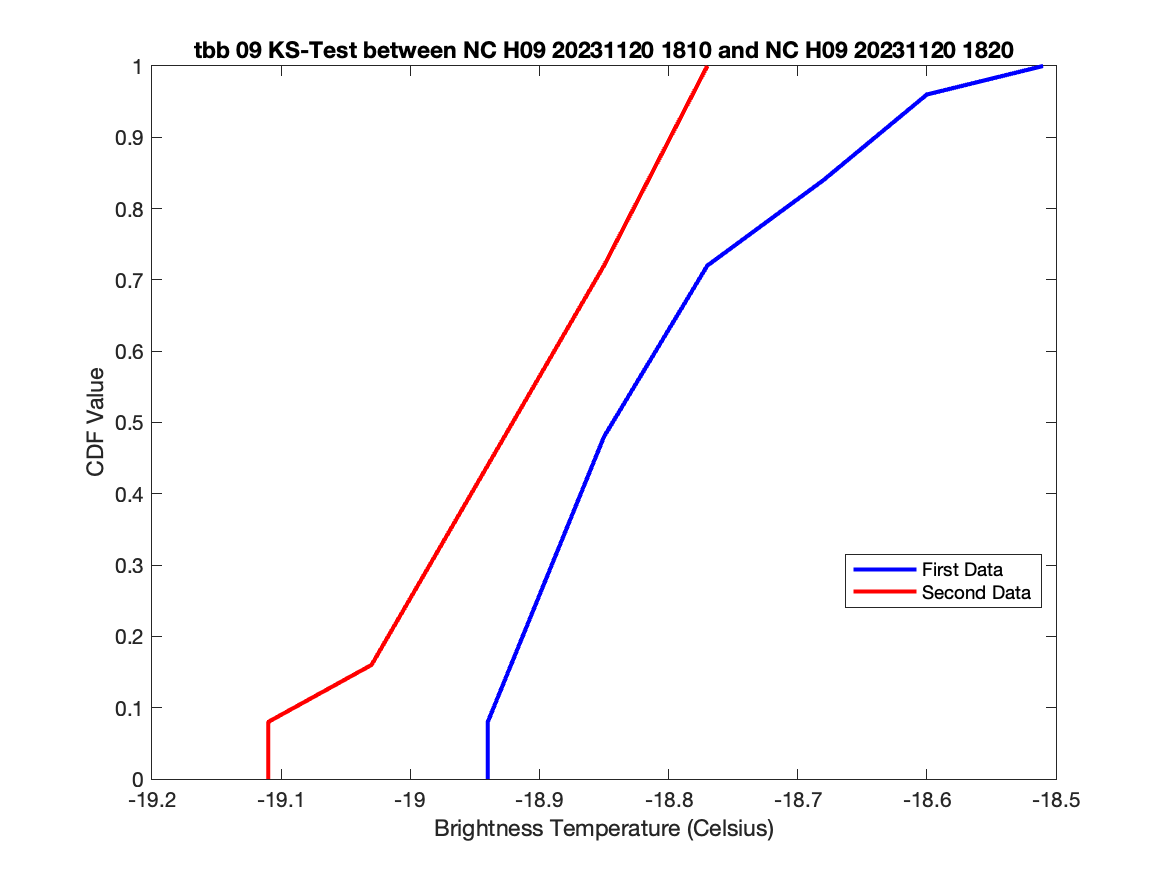 tbb 09 KS-Test between NC H09 20231120 1810 and NC H09 20231120 1820
1
0.9
0.8
0.7
0.6
0.5
0.4
0.3
0.2
0.1
0
CDF Value
First Data
Second Data
-19.2 -19.1 -19 -18.9 -18.8 -18.7 -18.6 -18.5
Brightness Temperature (Celsius)